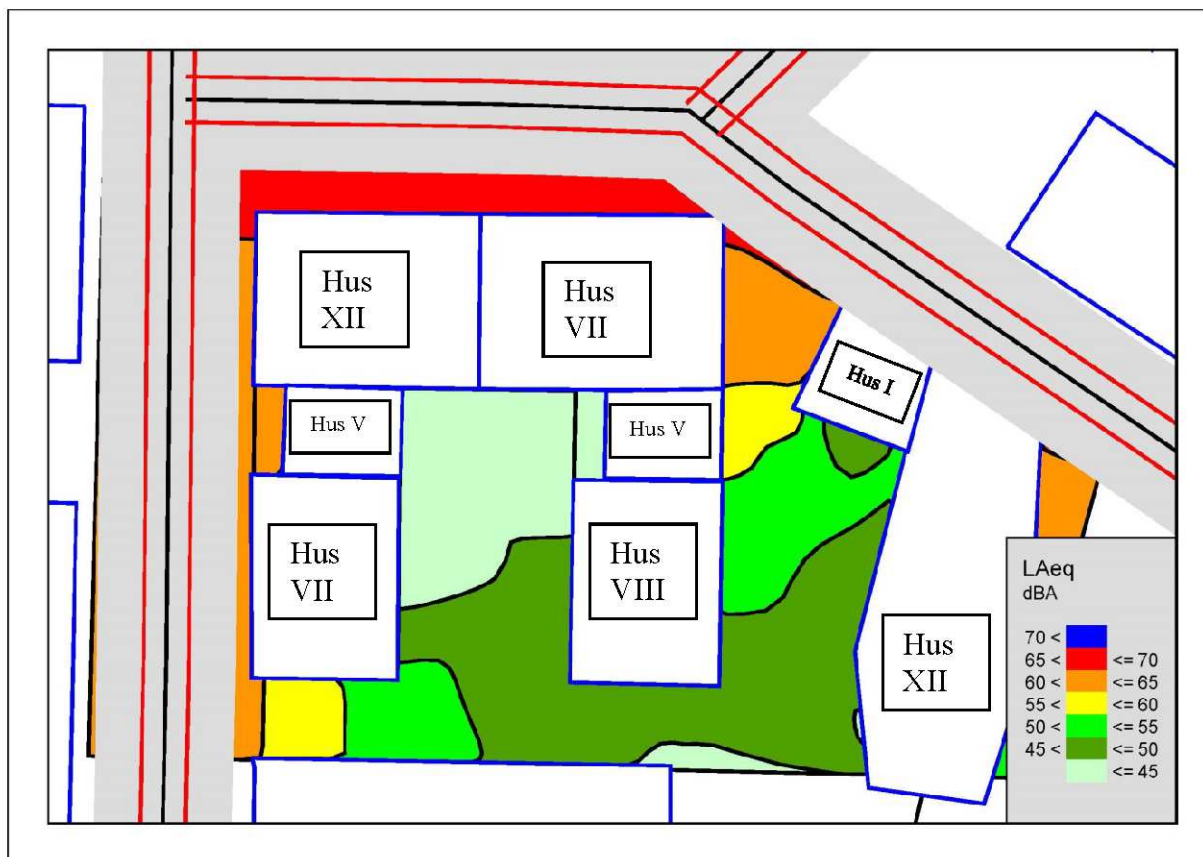 Hus
XII
Hus
VII
Hus I
Hus V
Hus V
Hus
VII
Hus
VIII
Hus
XII
LAeq
dBA
70 <
65 < <= 70
60 < <= 65
55 < <= 60
50 < <= 55
45 < <= 50
<= 45